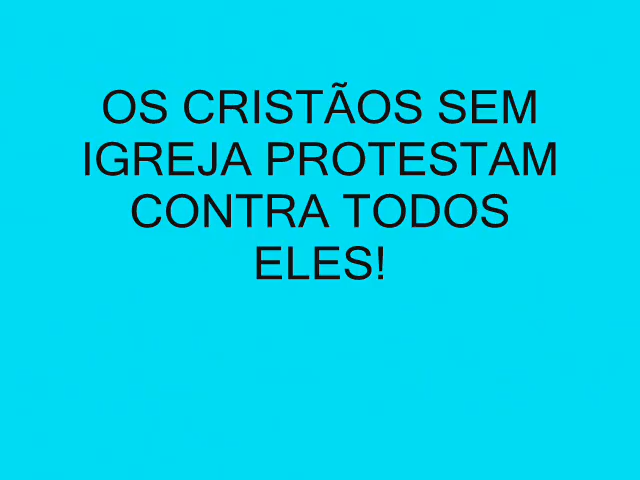 OS CRISTÃOS SEM
IGREJA PROTESTAM
CONTRA TODOS
ELES!